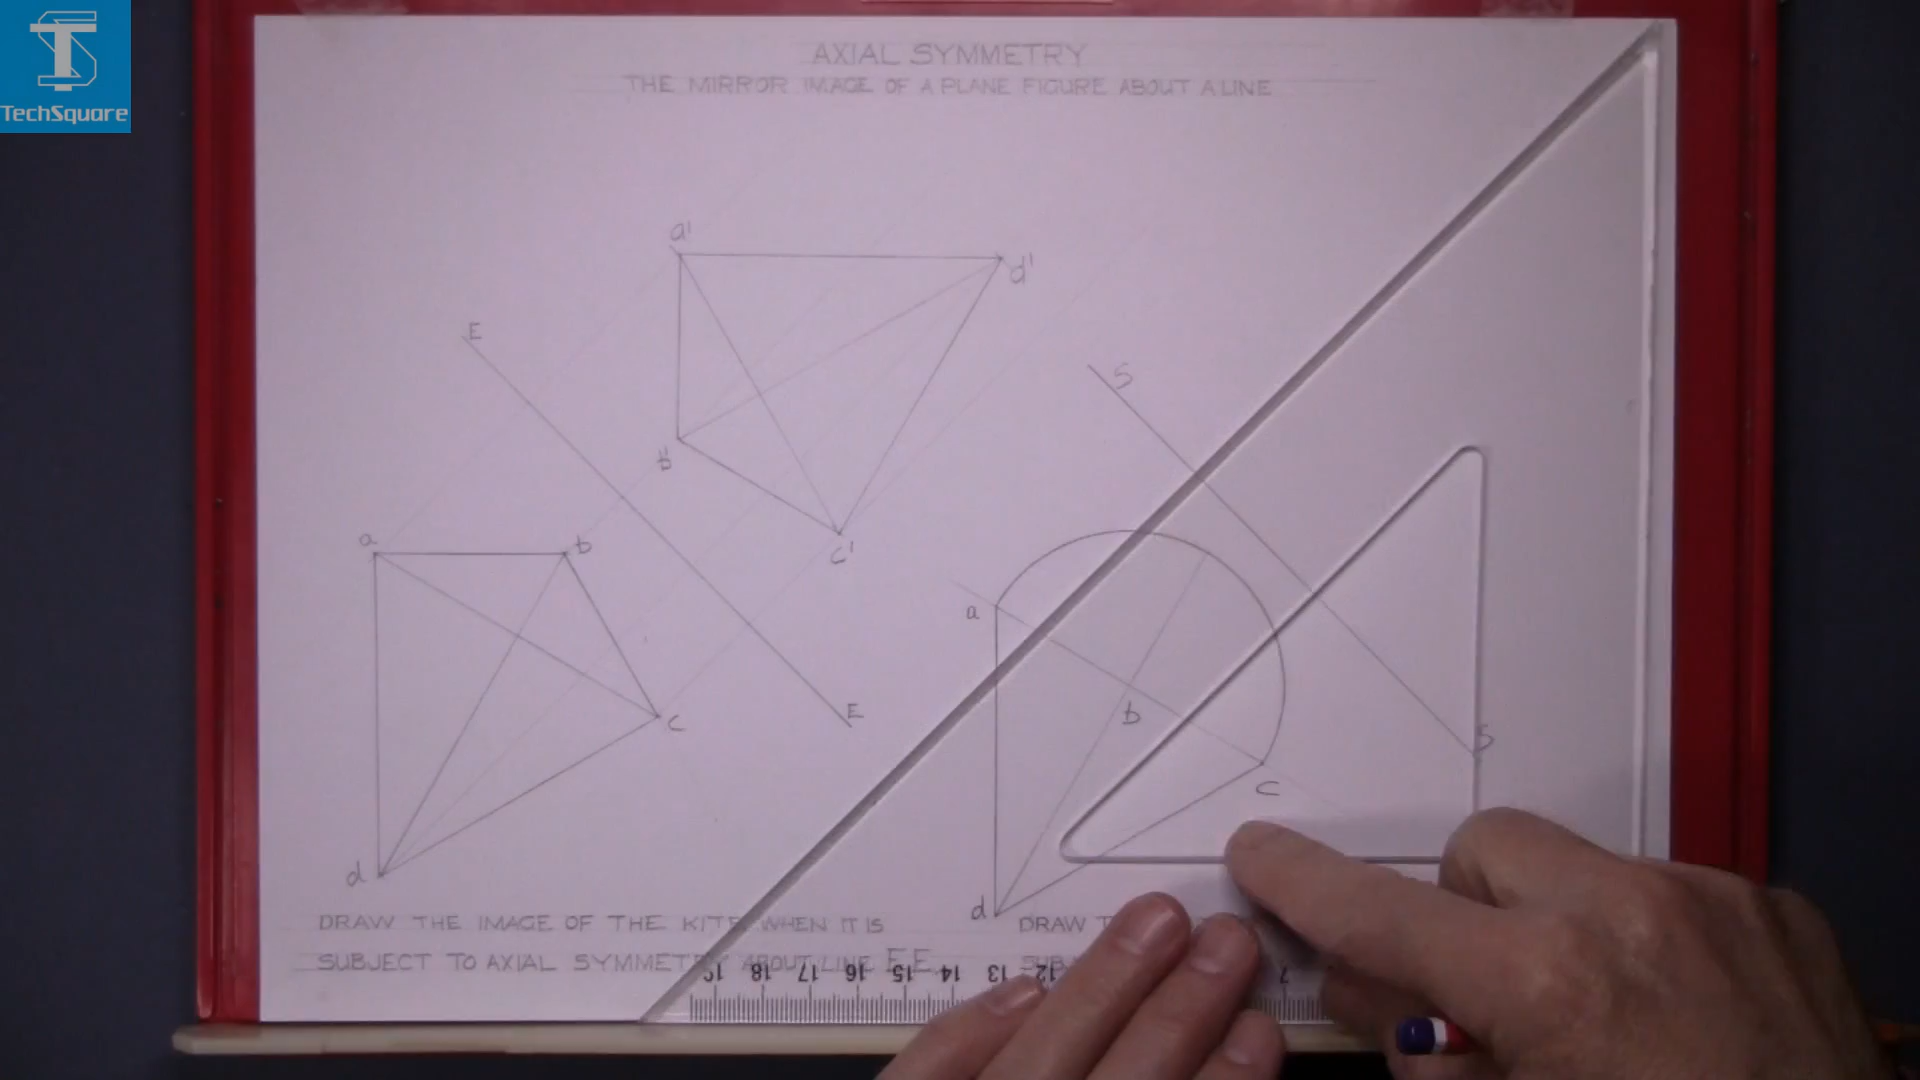 TechSquare
AXIAL SYMMETRY
THE MIRROR IMAGE OF A PLANE FIGURE ABOUT A LINE
a'
d'
E
S
b'
c'
a
b
a
E
c
b
S
c
d
d
DRAW THE IMAGE OF THE KITE WHEN IT IS
SUBJECT TO AXIAL SYMMETRY ABOUT LINE E E.
DRAW
19 18 17 16 15 14 13 12 7